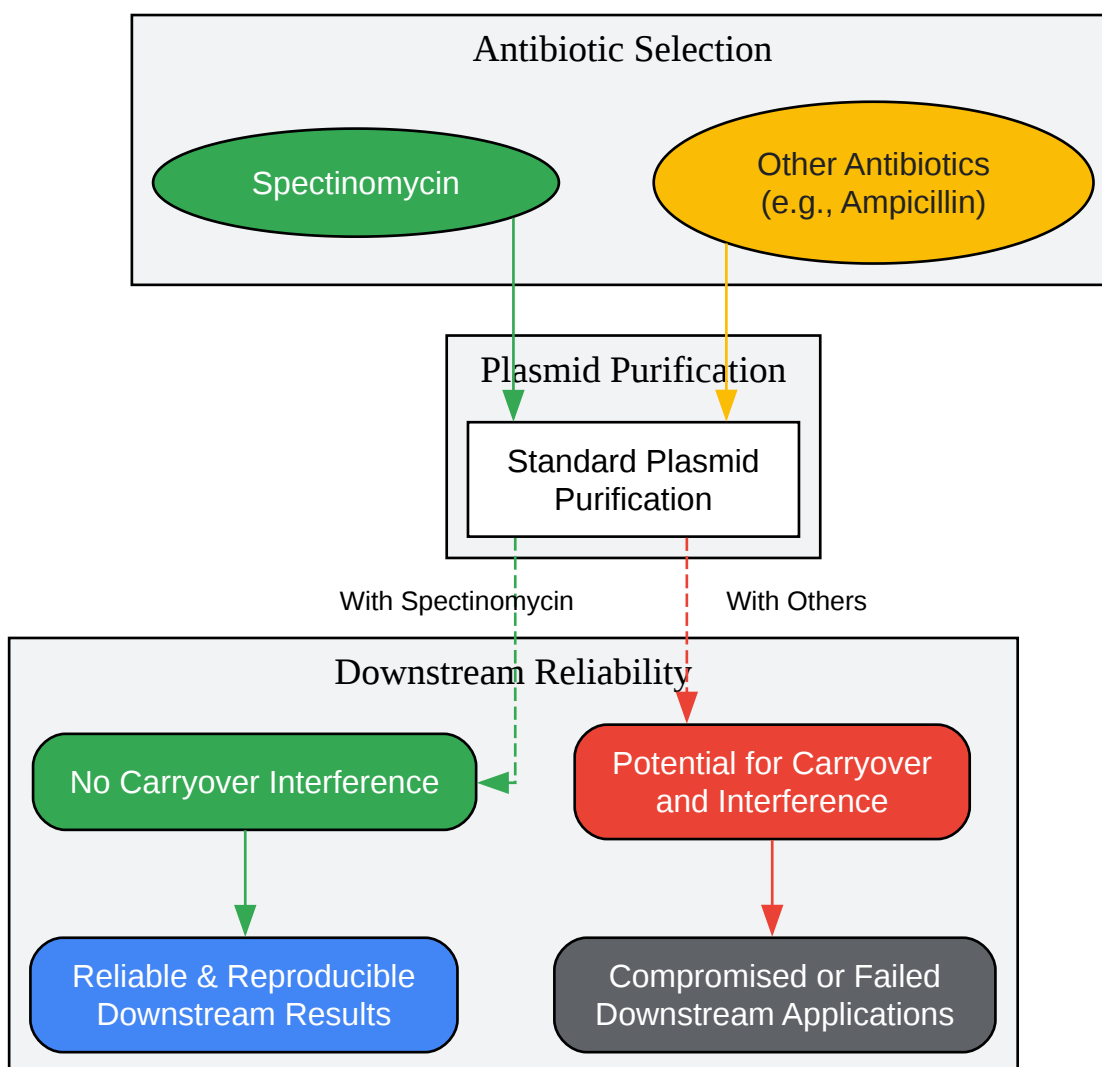 Antibiotic Selection
Spectinomycin
Other Antibiotics
(e.g., Ampicillin)
Plasmid Purification
Standard Plasmid
Purification
With Spectinomycin
With Others
Downstream Reliability
No Carryover Interference
Potential for Carryover
and Interference
Reliable & Reproducible
Downstream Results
Compromised or Failed
Downstream Applications